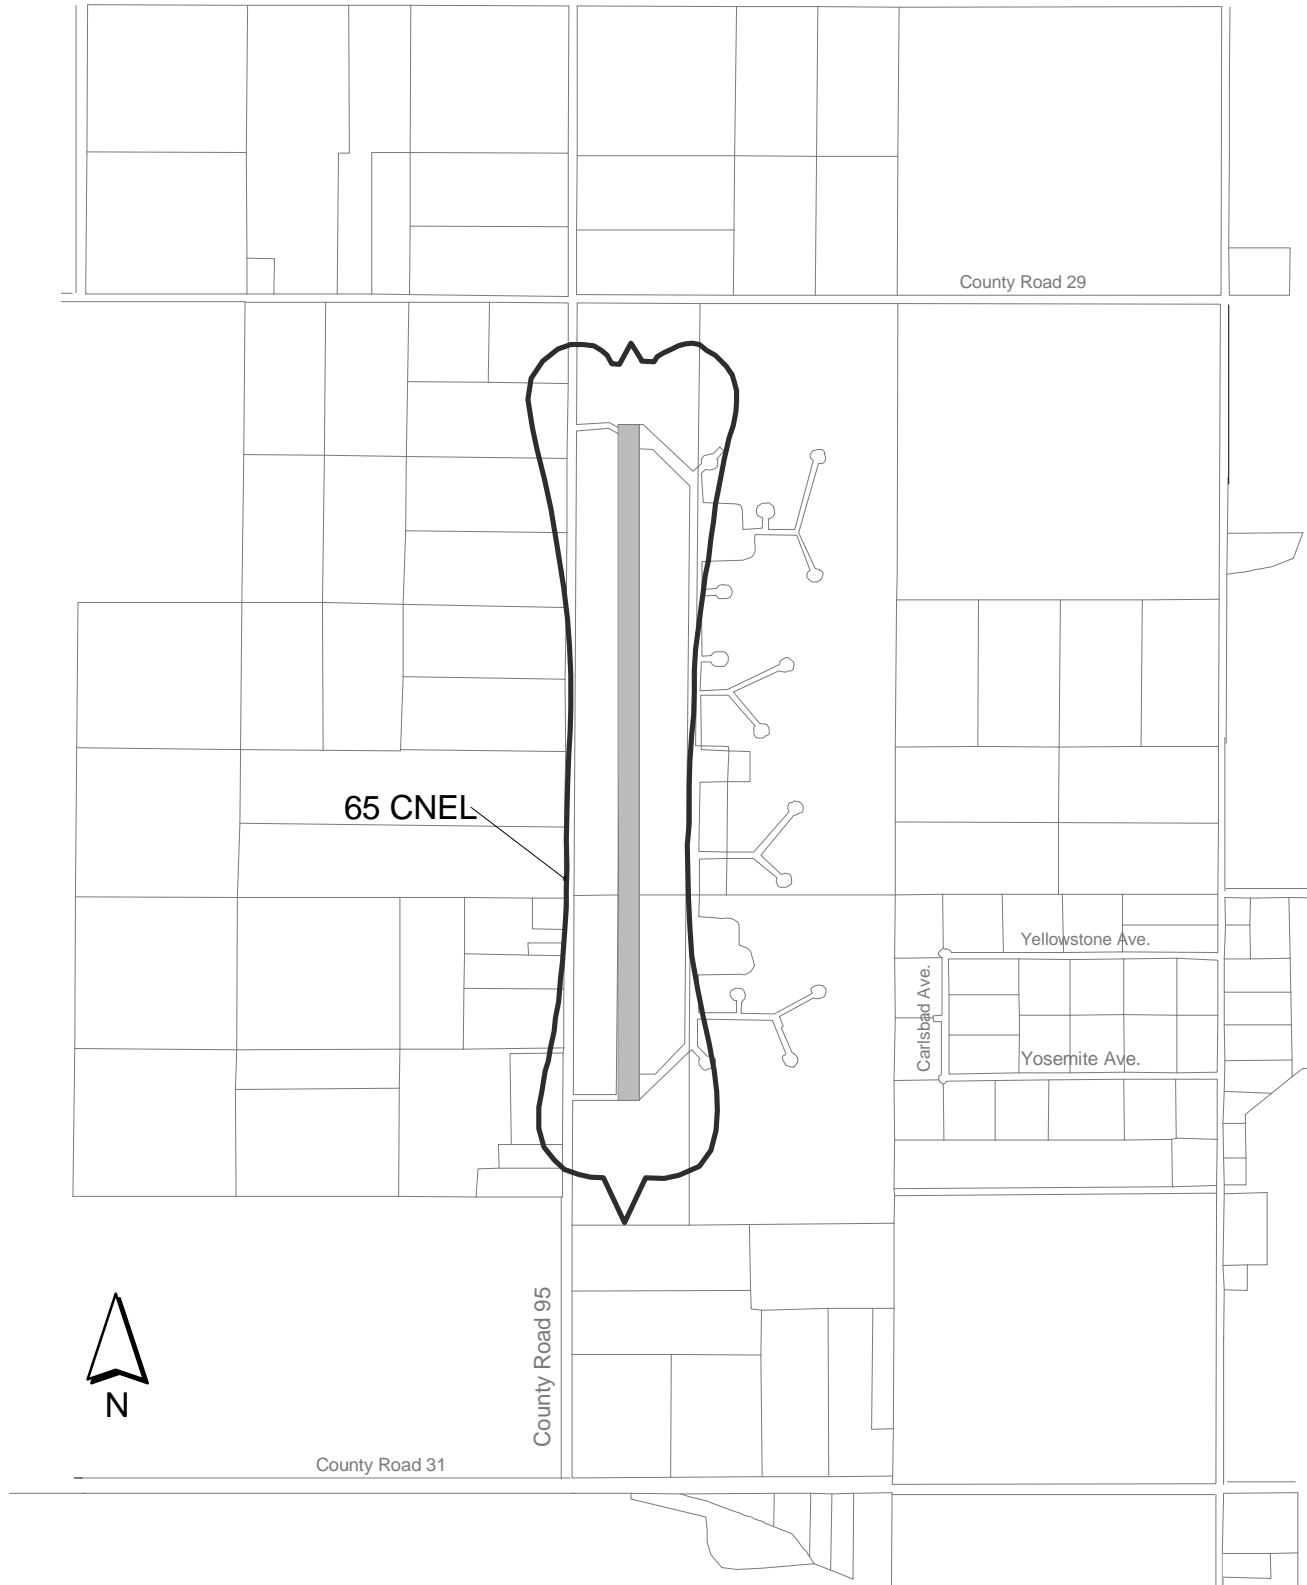 County Road 29
65 CNEL
Yellowstone Ave.
Carlsbad Ave.
Yosemite Ave.
County Road 95
N
County Road 31